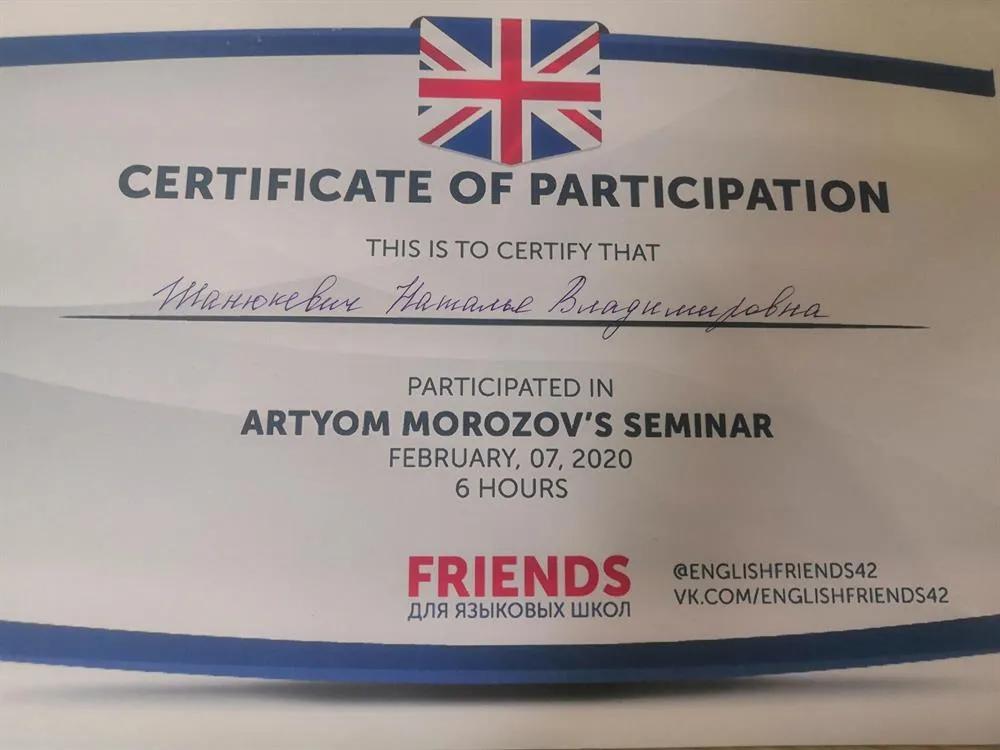 CERTIFICATE OF PARTICIPATION
THIS IS TO CERTIFY THAT
Шанюкевич Наталья Владимировна
PARTICIPATED IN
ARTYOM MOROZOV'S SEMINAR
FEBRUARY, 07, 2020
6 HOURS
FRIENDS
ДЛЯ ЯЗЫКОВЫХ ШКОЛ
@ENGLISHFRIENDS42
VK.COM/ENGLISHFRIENDS42